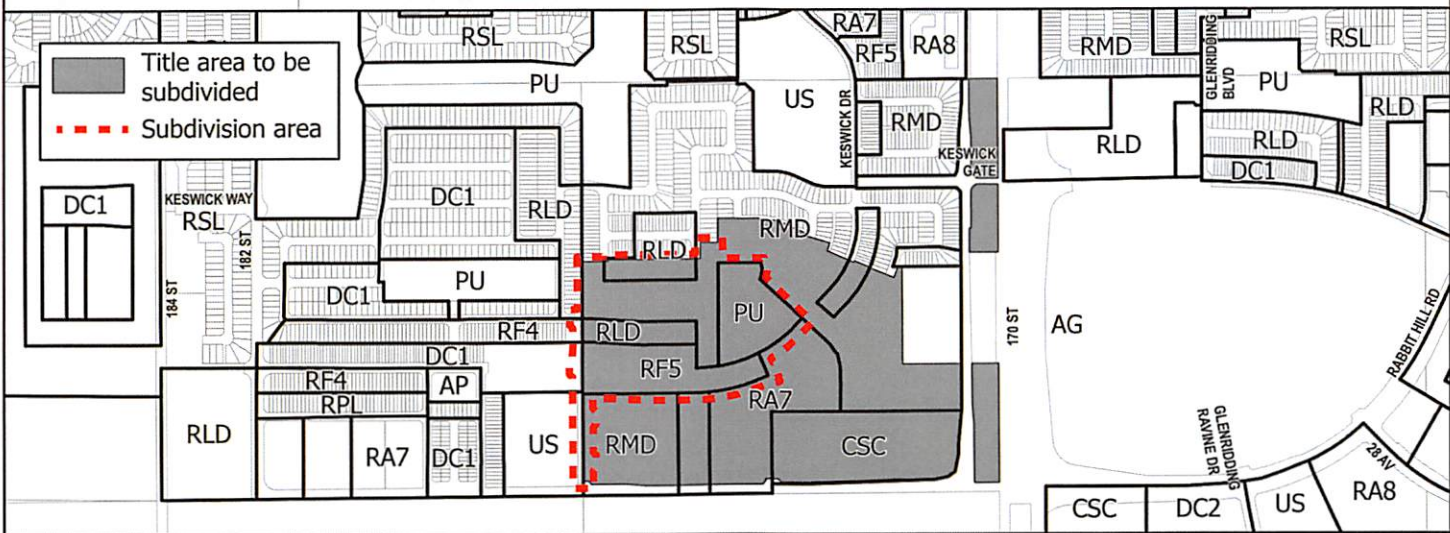 Title area to be
subdivided
Subdivision area
RSL
PU
RSL
RA7
RF5
RA8
US
KESWICK DR
RMD
KESWICK
GATE
RMD
GLENRIDDING
BLVD
RSL
PU
RLD
RLD
RLD
DC1
DC1
KESWICK WAY
RSL
182 ST
184 ST
DC1
RLD
PU
DC1
RLD
RMD
PU
RF4
RLD
DC1
RF5
RF4
AP
RPL
RLD
RA7
DC1
US
RMD
RA7
CSC
170 ST
AG
RABBIT HILL RD
GLENRIDDING
RAVINE DR
28 AV
CSC
DC2
US
RA8